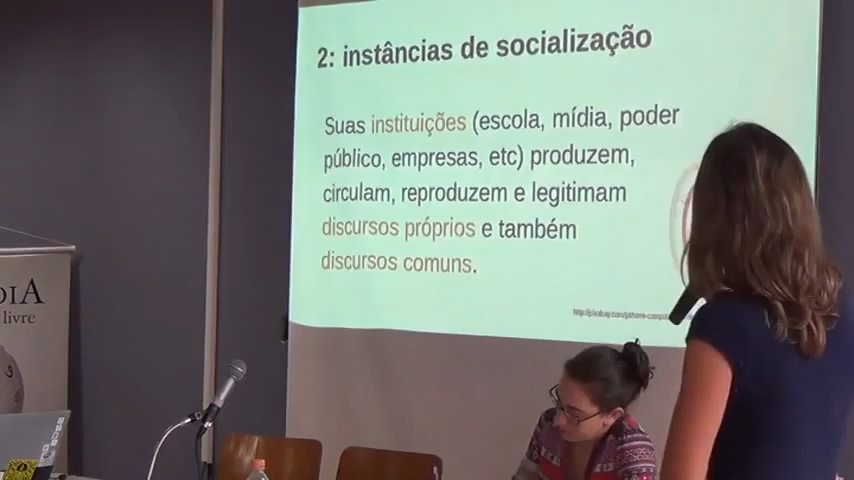 2: instâncias de socialização
Suas instituições (escola, mídia, poder
público, empresas, etc) produzem,
circulam, reproduzem e legitimam
discursos próprios e também
discursos comuns.
DIA
livre